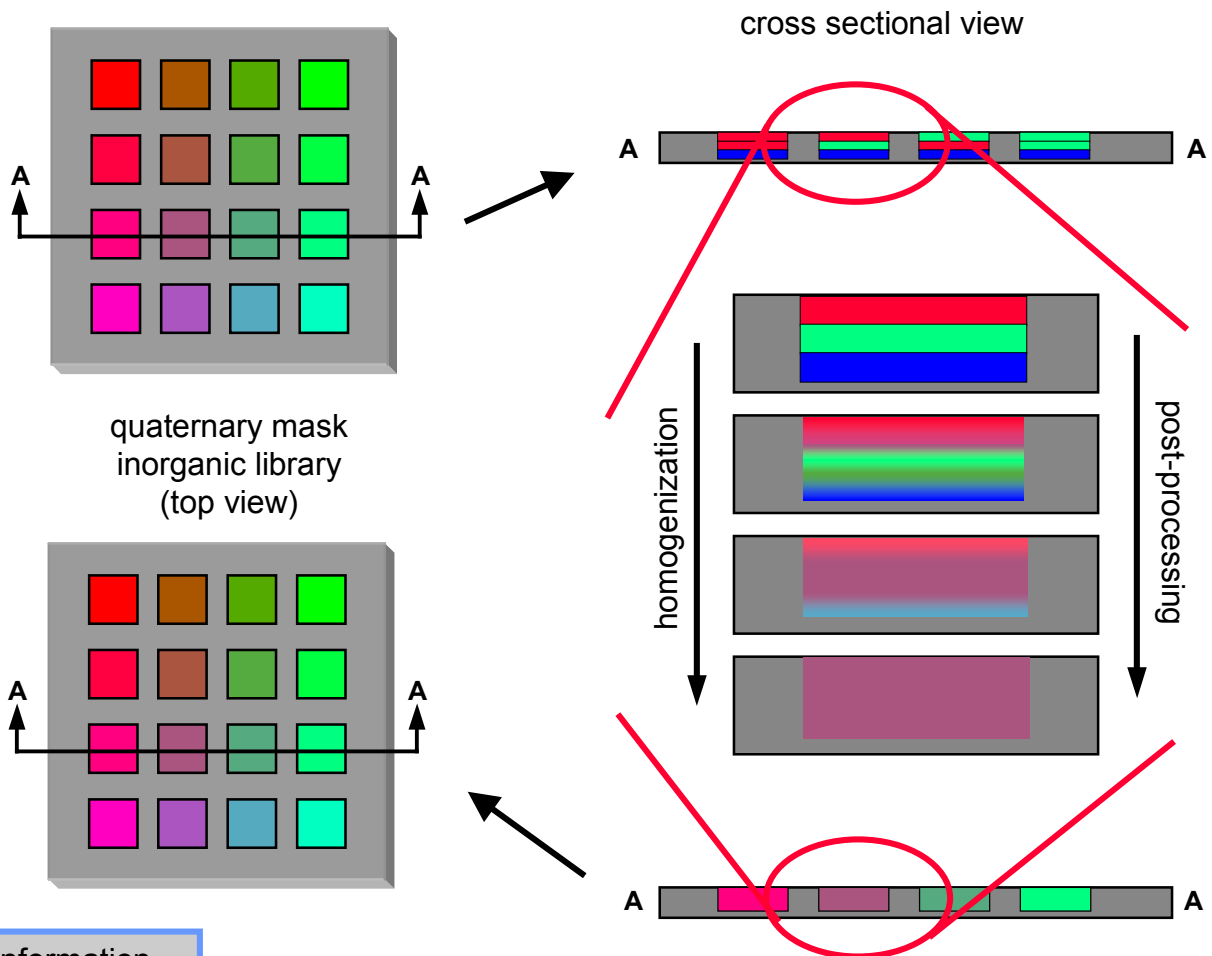 cross sectional view
A
A
A
A
quaternary mask
inorganic library
(top view)
homogenization
post-processing
A
A
A
A